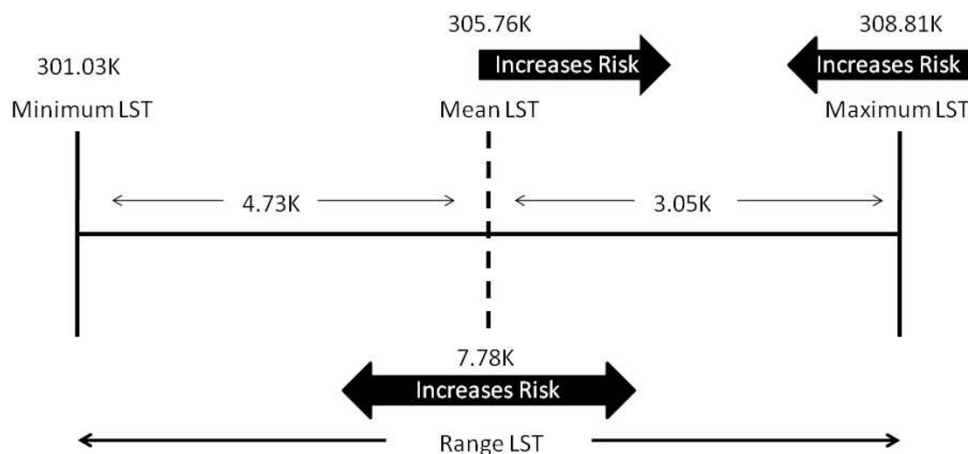 305.76K
308.81K
301.03K
Increases Risk
Increases Risk
Minimum LST
Mean LST
Maximum LST
4.73K
3.05K
7.78K
Increases Risk
Range LST